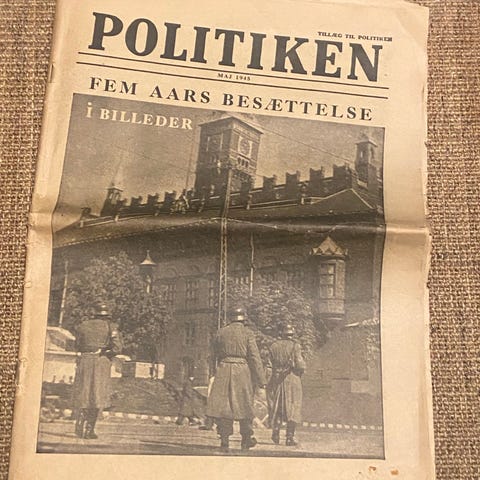 TILLÆG TIL POLITIKEN
POLITIKEN
MAJ 1945
FEM AARS BESÆTTELSE
I BILLEDER